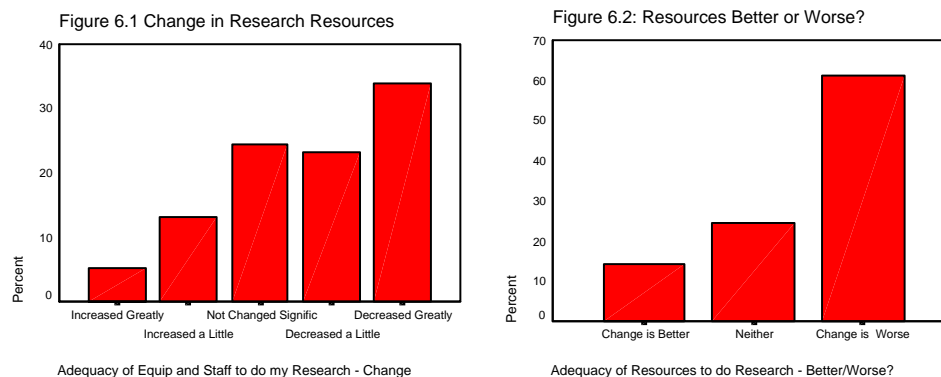 Figure 6.1 Change in Research Resources
40
30
20
10
0
Percent
Increased Greatly
Increased a Little
Not Changed Signific
Decreased a Little
Decreased Greatly
Adequacy of Equip and Staff to do my Research - Change
Figure 6.2: Resources Better or Worse?
70
60
50
40
30
20
10
0
Percent
Change is Better
Neither
Change is Worse
Adequacy of Resources to do Research - Better/Worse?